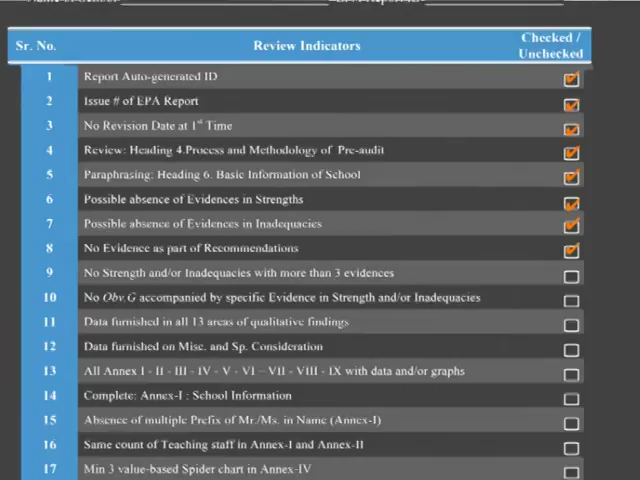 Sr. No. Review Indicators Checked / Unchecked
1 Report Auto-generated ID
2 Issue # of EPA Report
3 No Revision Date at 1st Time
4 Review: Heading 4.Process and Methodology of Pre-audit
5 Paraphrasing: Heading 6. Basic Information of School
6 Possible absence of Evidences in Strengths
7 Possible absence of Evidences in Inadequacies
8 No Evidence as part of Recommendations
9 No Strength and/or Inadequacies with more than 3 evidences
10 No Obv.G accompanied by specific Evidence in Strength and/or Inadequacies
11 Data furnished in all 13 areas of qualitative findings
12 Data furnished on Misc. and Sp. Consideration
13 All Annex I - II - III - IV - V - VI – VII - VIII - IX with data and/or graphs
14 Complete: Annex-I : School Information
15 Absence of multiple Prefix of Mr./Ms. in Name (Annex-I)
16 Same count of Teaching staff in Annex-I and Annex-II
17 Min 3 value-based Spider chart in Annex-IV